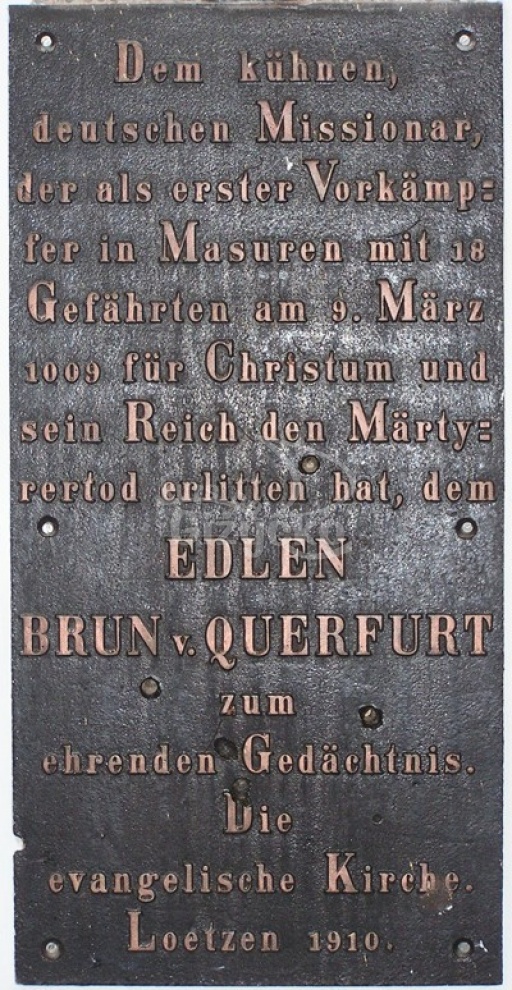 Dem kühnen,
deutschen Missionar,
der als erster Vorkämp=
fer in Masuren mit 18
Gefährten am 9. März
1009 für Christum und
sein Reich den Märty=
rertod erlitten hat, dem
EDLEN
BRUN v. QUERFURT
zum
ehrenden Gedächtnis.
Die
evangelische Kirche.
Loetzen 1910.